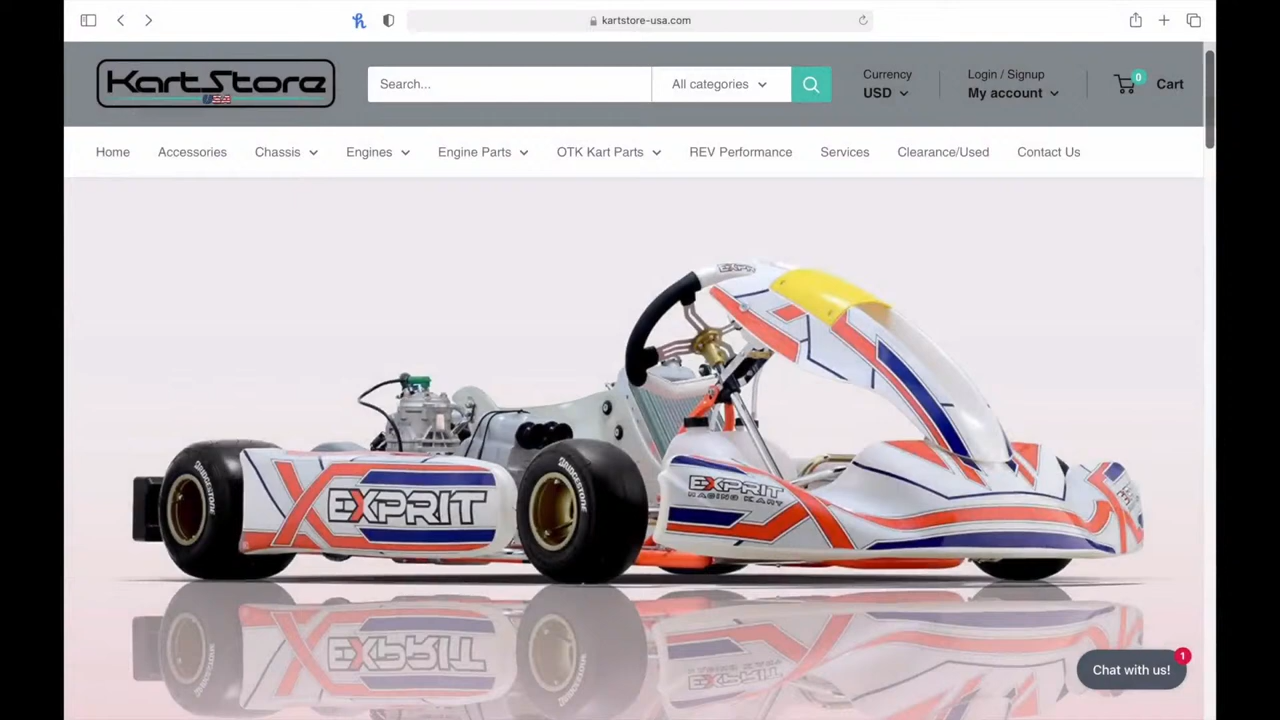 kartstore-usa.com
KartStore
USA
Search...
All categories
Currency
USD
Login / Signup
My account
0
Cart
Home
Accessories
Chassis
Engines
Engine Parts
OTK Kart Parts
REV Performance
Services
Clearance/Used
Contact Us
EXPRIT
BRIDGESTONE
EXPRIT
BRIDGESTONE
EXPRIT
RACING KART
Chat with us!
1